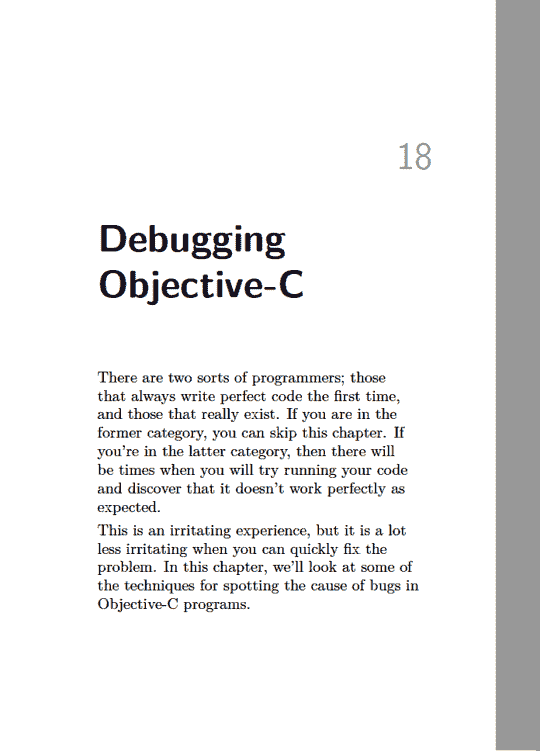 18
Debugging
Objective-C
There are two sorts of programmers; those
that always write perfect code the first time,
and those that really exist. If you are in the
former category, you can skip this chapter. If
you're in the latter category, then there will
be times when you will try running your code
and discover that it doesn't work perfectly as
expected.
This is an irritating experience, but it is a lot
less irritating when you can quickly fix the
problem. In this chapter, we'll look at some of
the techniques for spotting the cause of bugs in
Objective-C programs.